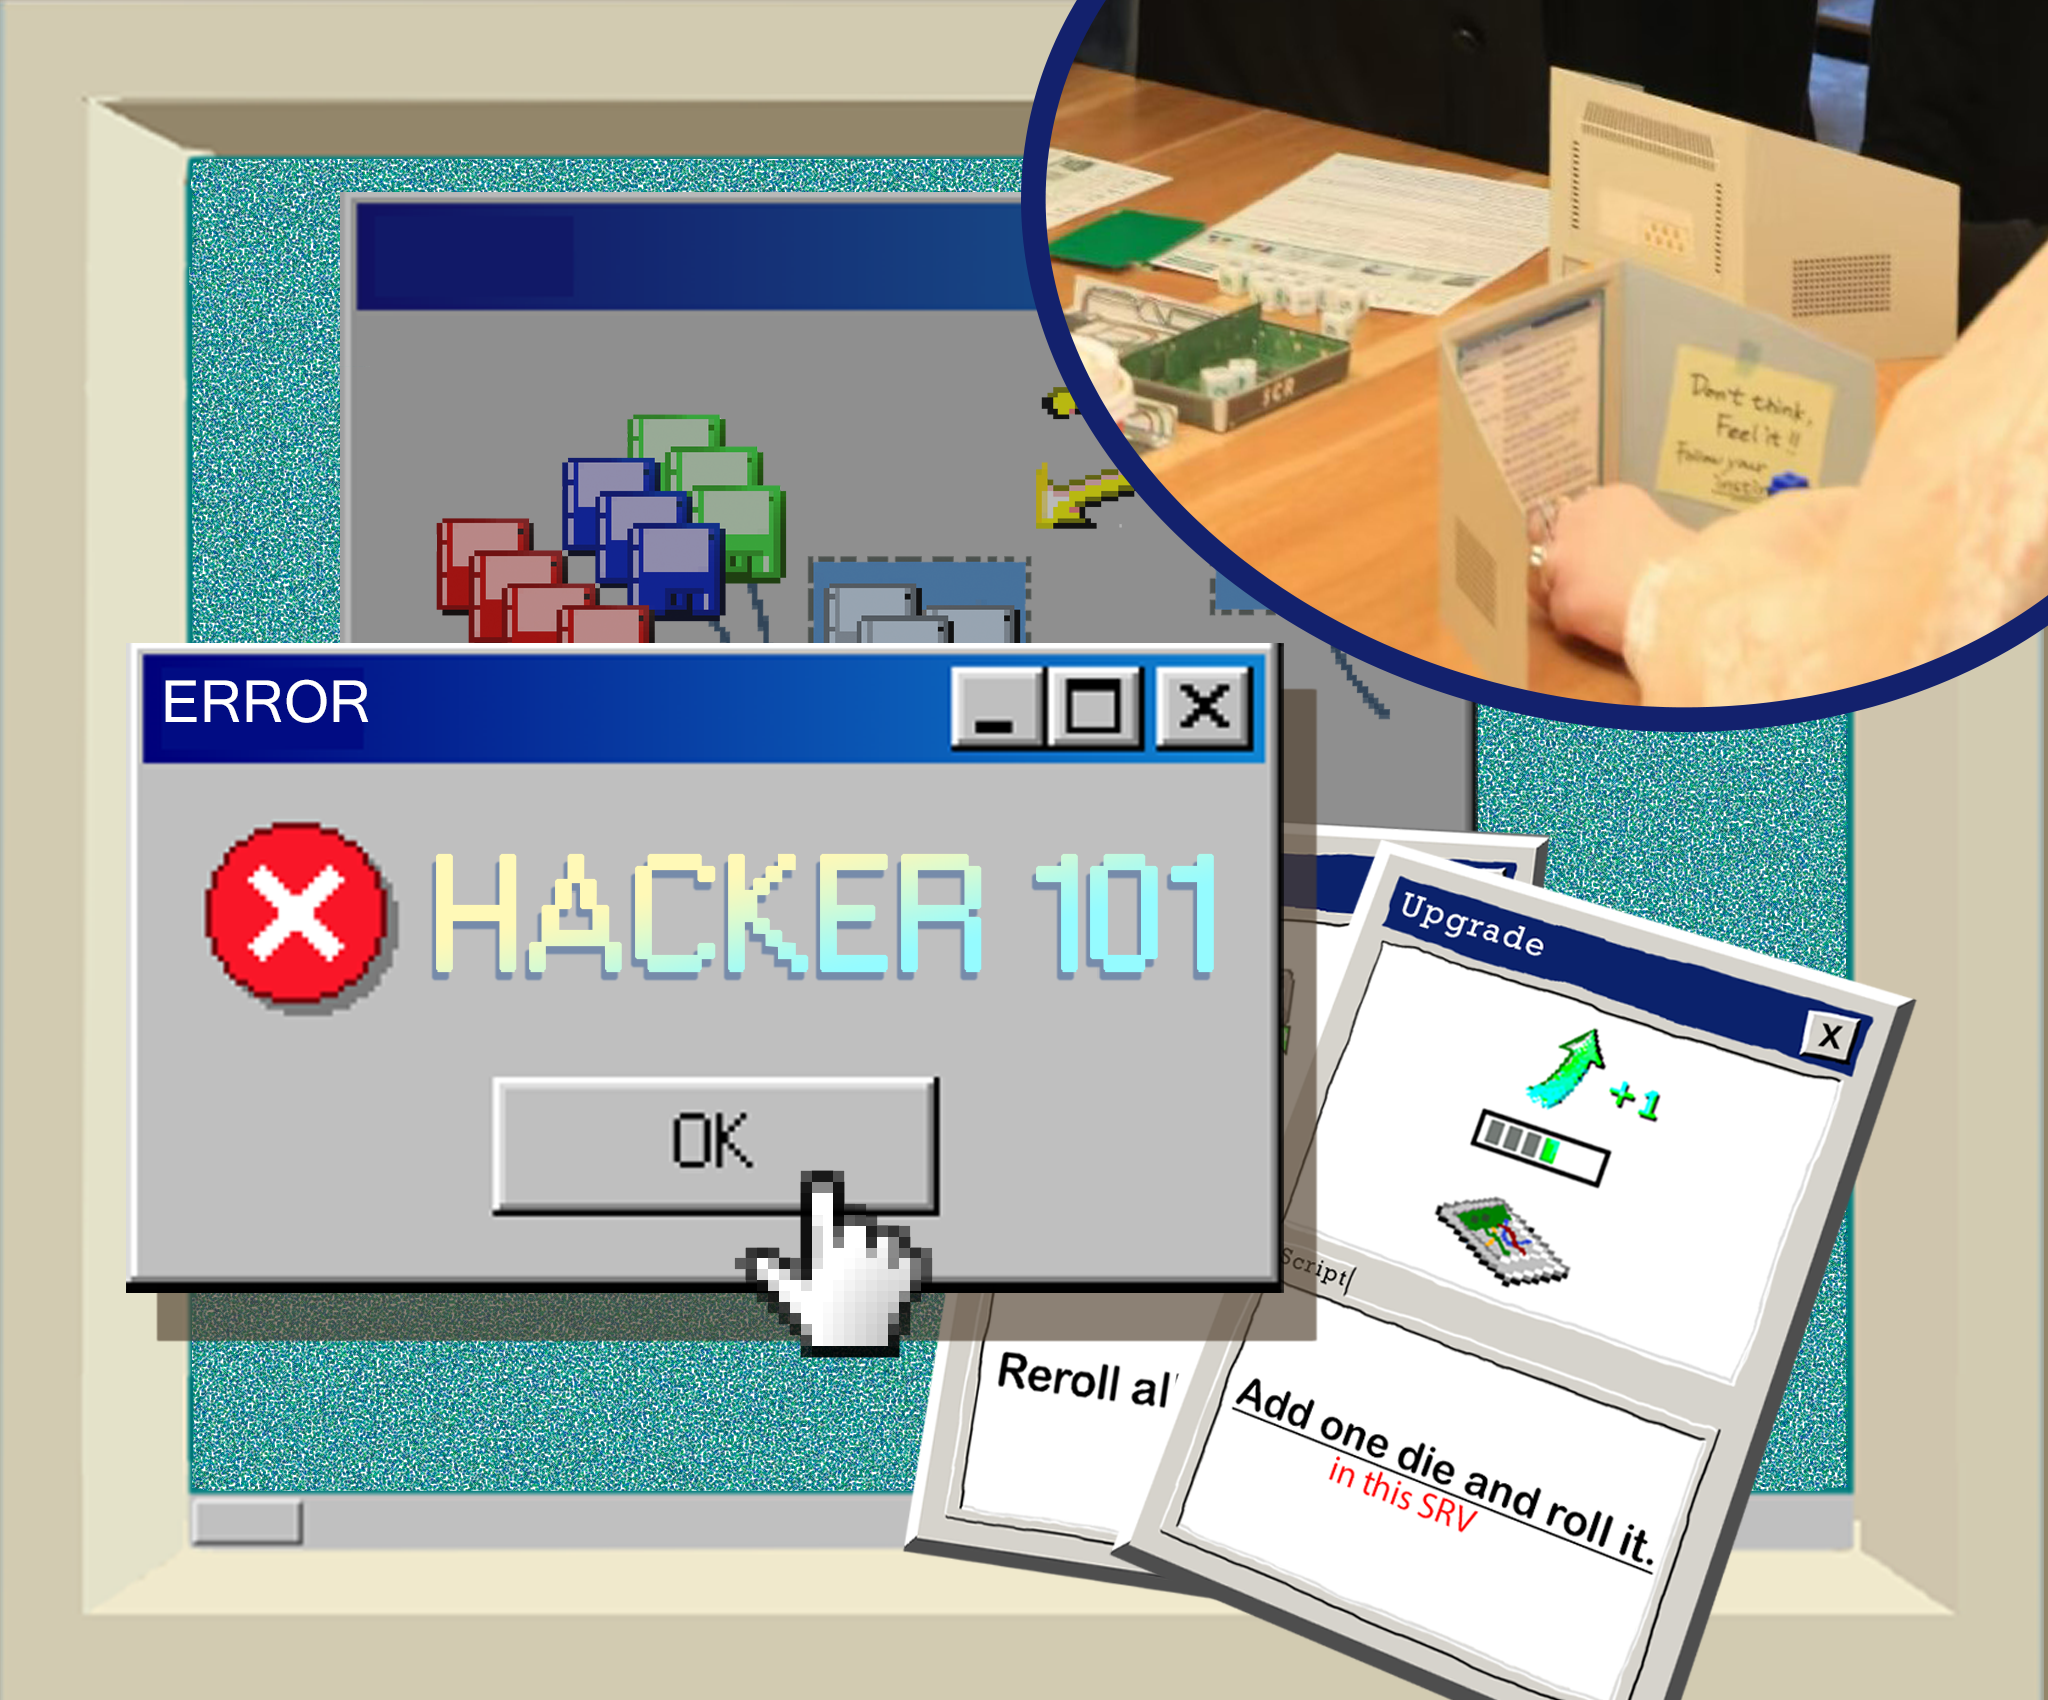 SCR
Don't think,
Feel it!!
Follow your
ERROR
HACKER 101
OK
Upgrade
X
+1
Script
Reroll al
Add one die and roll it.
in this SRV